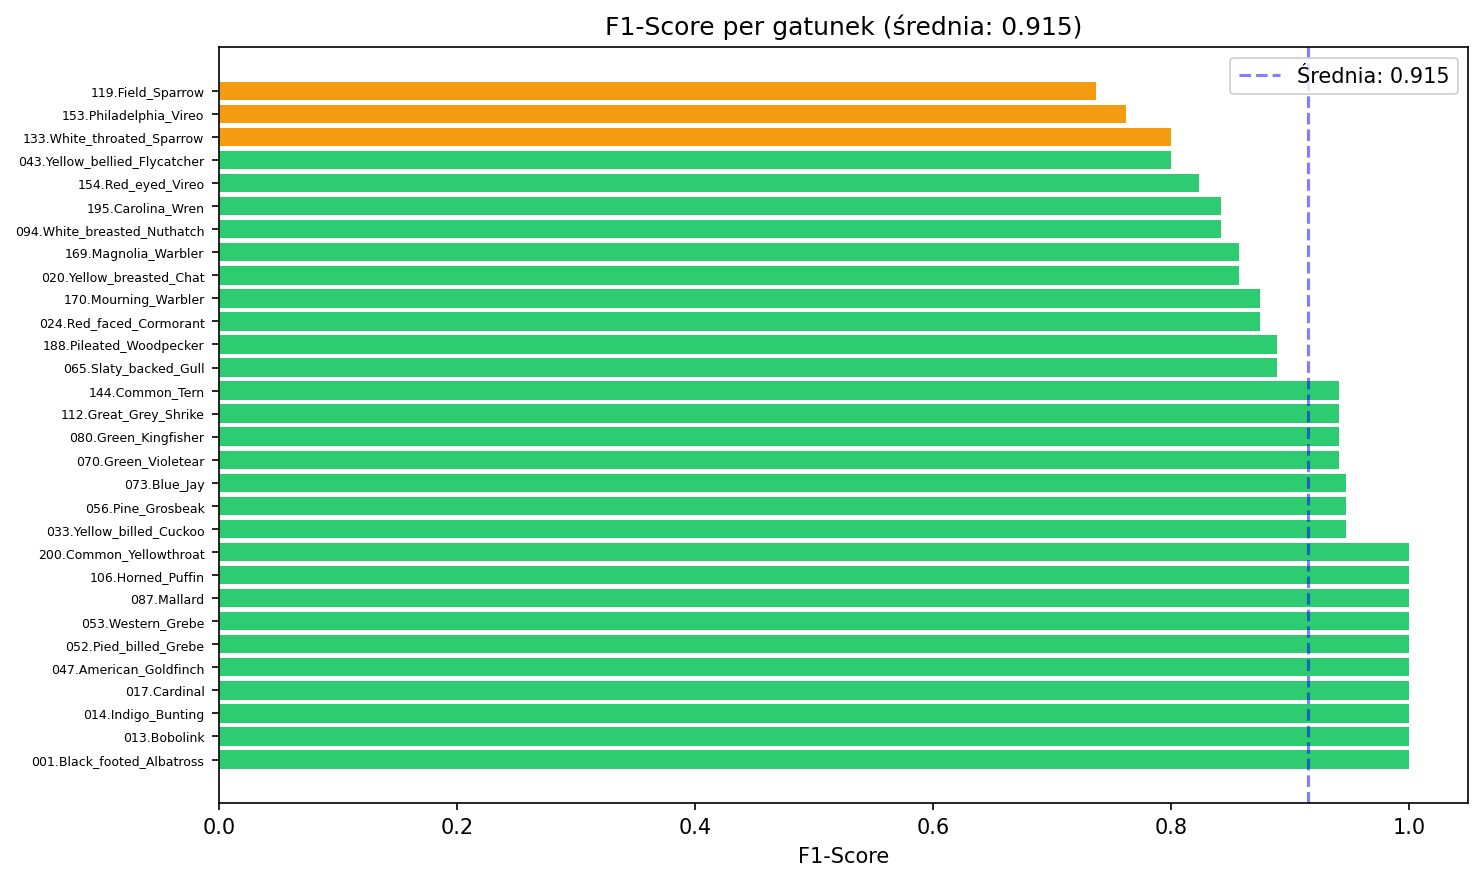 F1-Score per gatunek (średnia: 0.915)
Średnia: 0.915
119.Field_Sparrow
153.Philadelphia_Vireo
133.White_throated_Sparrow
043.Yellow_bellied_Flycatcher
154.Red_eyed_Vireo
195.Carolina_Wren
094.White_breasted_Nuthatch
169.Magnolia_Warbler
020.Yellow_breasted_Chat
170.Mourning_Warbler
024.Red_faced_Cormorant
188.Pileated_Woodpecker
065.Slaty_backed_Gull
144.Common_Tern
112.Great_Grey_Shrike
080.Green_Kingfisher
070.Green_Violetear
073.Blue_Jay
056.Pine_Grosbeak
033.Yellow_billed_Cuckoo
200.Common_Yellowthroat
106.Horned_Puffin
087.Mallard
053.Western_Grebe
052.Pied_billed_Grebe
047.American_Goldfinch
017.Cardinal
014.Indigo_Bunting
013.Bobolink
001.Black_footed_Albatross
0.0 0.2 0.4 0.6 0.8 1.0
F1-Score